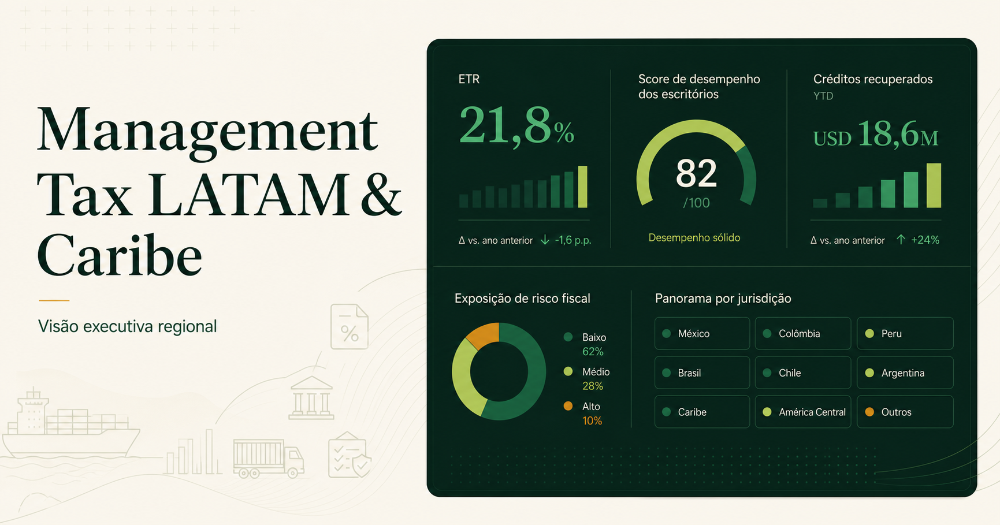 Management
Tax LATAM &
Caribe
Visão executiva regional
%
ETR
21,8%
Δ vs. ano anterior ↓ -1,6 p.p.
Score de desempenho
dos escritórios
82
/100
Desempenho sólido
Créditos recuperados
YTD
USD 18,6M
Δ vs. ano anterior ↑ +24%
Exposição de risco fiscal
Baixo
62%
Médio
28%
Alto
10%
Panorama por jurisdição
México
Colômbia
Peru
Brasil
Chile
Argentina
Caribe
América Central
Outros